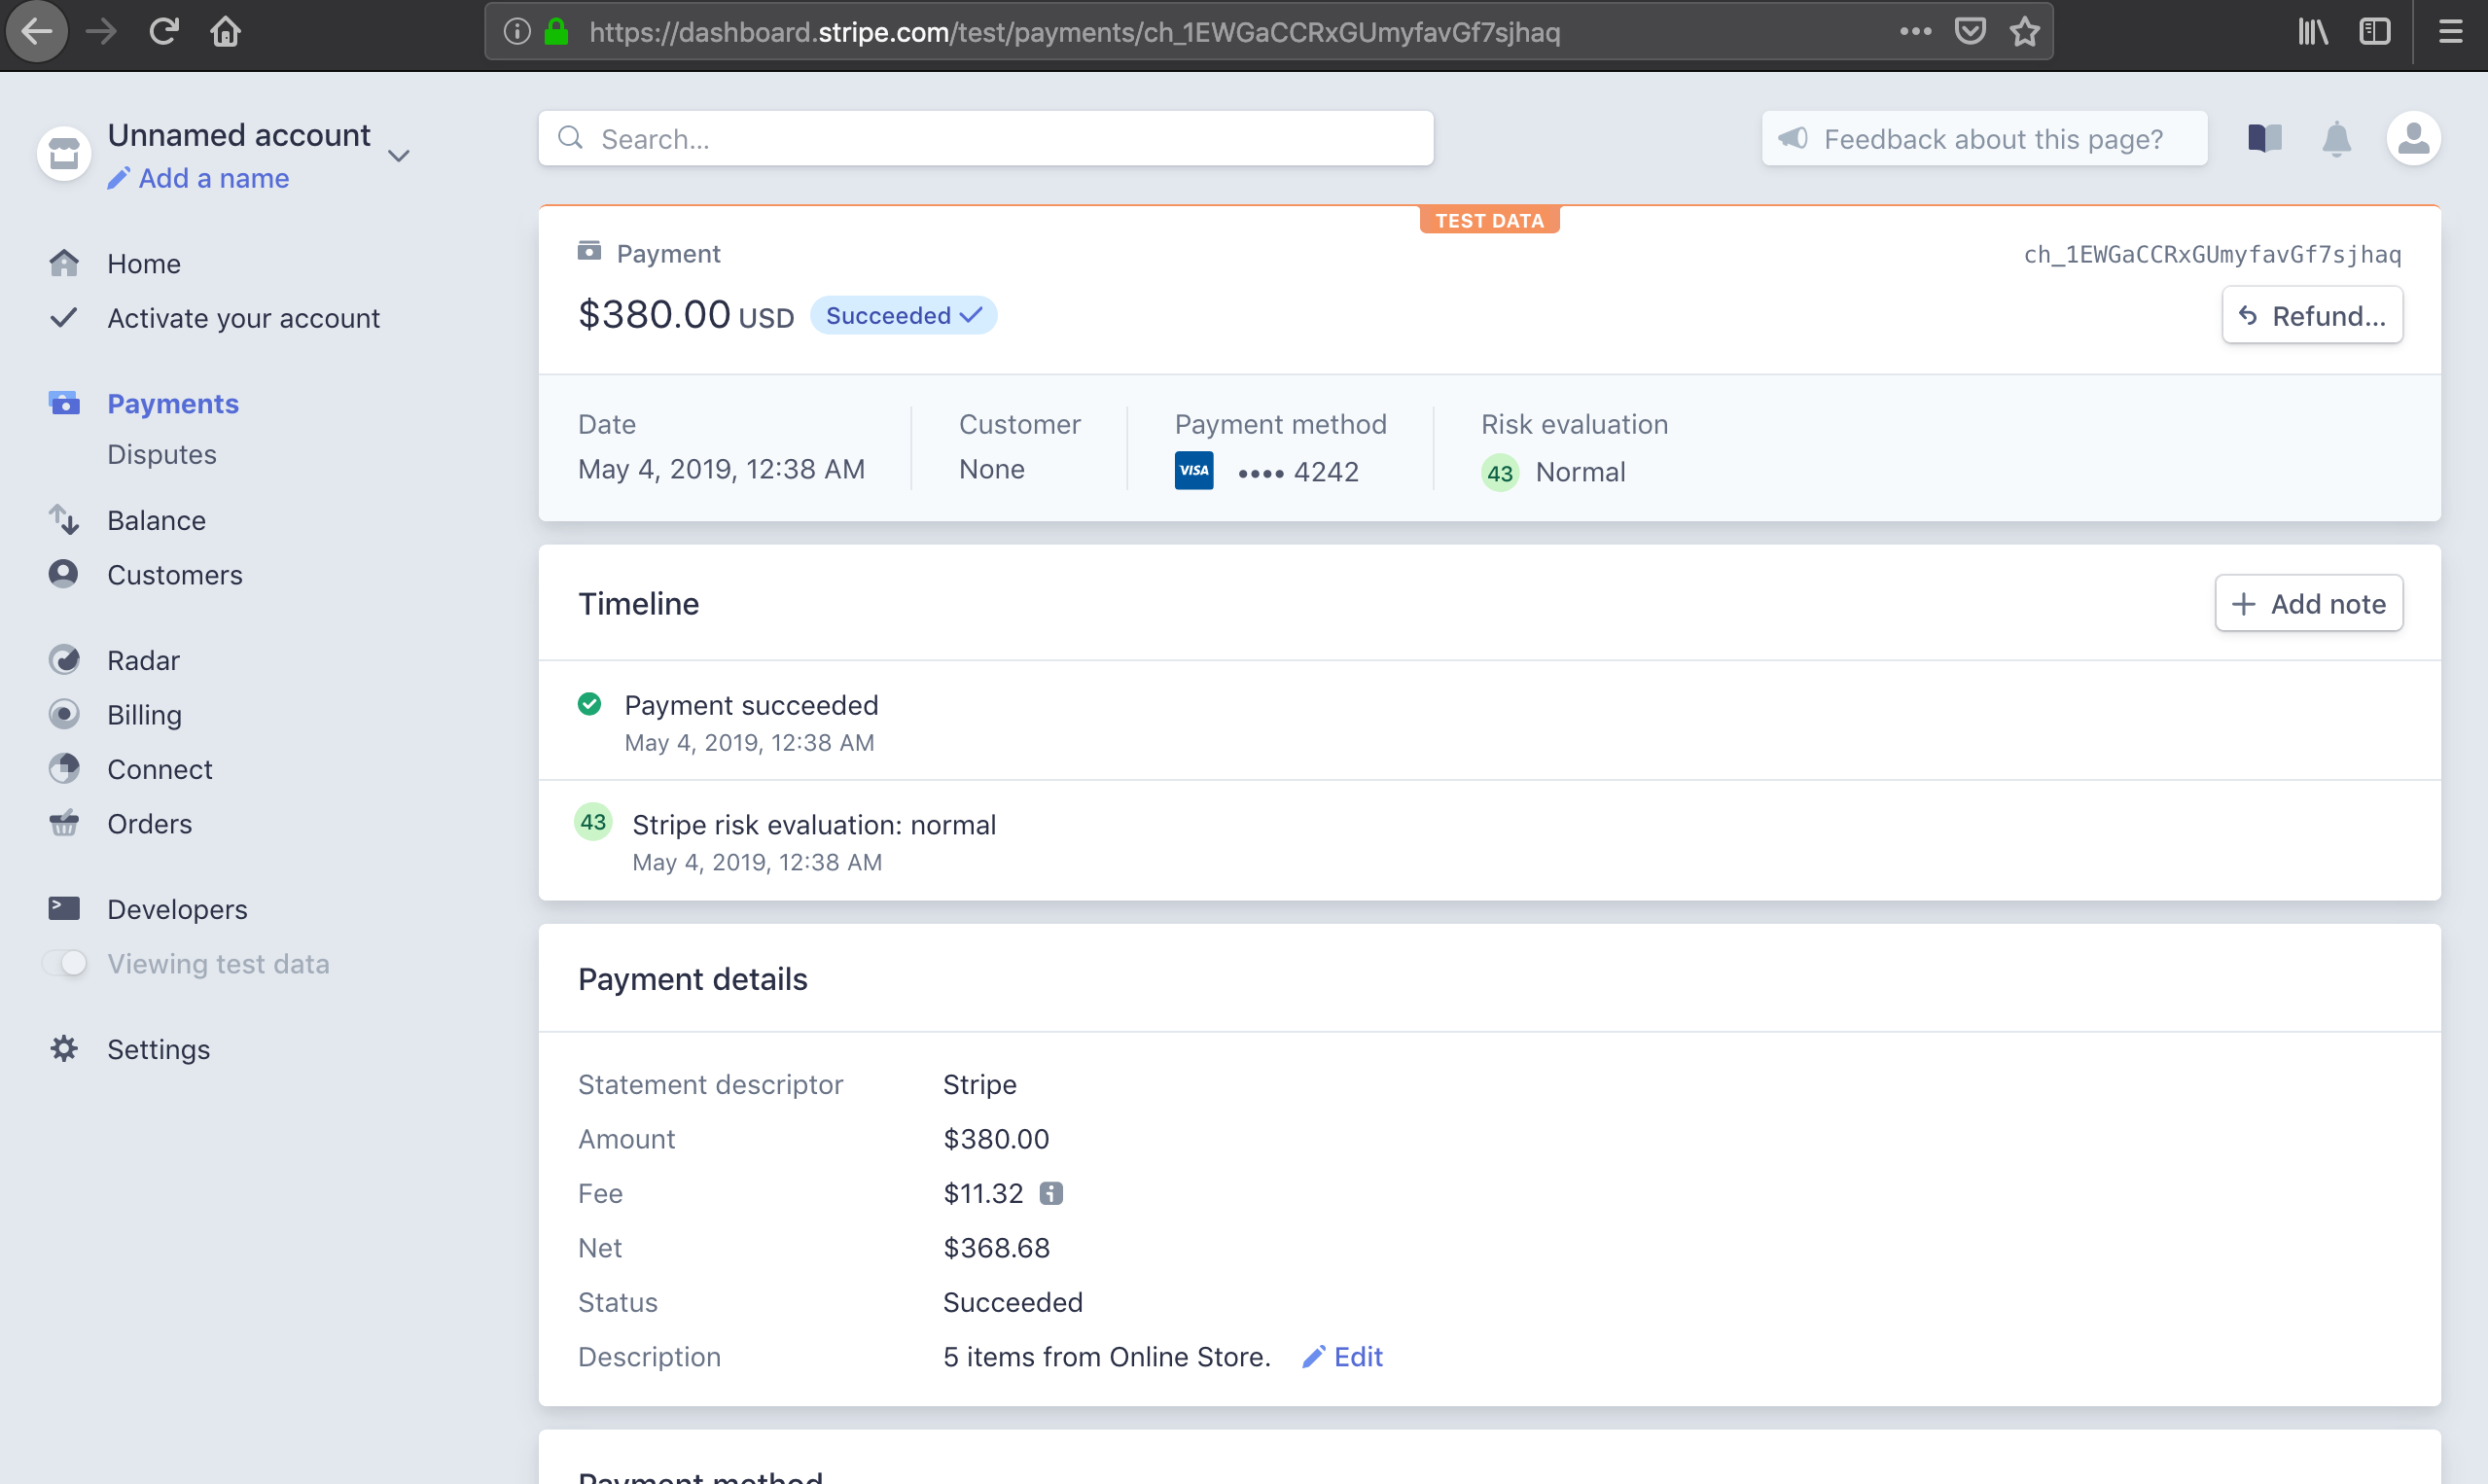 https://dashboard.stripe.com/test/payments/ch_1EWGaCCRxGUmyfavGf7sjhaq
Unnamed account
Add a name
Home
Activate your account
Payments
Disputes
Balance
Customers
Radar
Billing
Connect
Orders
Developers
Viewing test data
Settings
Search...
Feedback about this page?
TEST DATA
Payment
ch_1EWGaCCRxGUmyfavGf7sjhaq
$380.00 USD Succeeded
Refund...
Date
May 4, 2019, 12:38 AM
Customer
None
Payment method
VISA •••• 4242
Risk evaluation
43 Normal
Timeline
Add note
Payment succeeded
May 4, 2019, 12:38 AM
43 Stripe risk evaluation: normal
May 4, 2019, 12:38 AM
Payment details
Statement descriptor Stripe
Amount $380.00
Fee $11.32
Net $368.68
Status Succeeded
Description 5 items from Online Store. Edit
Payment method